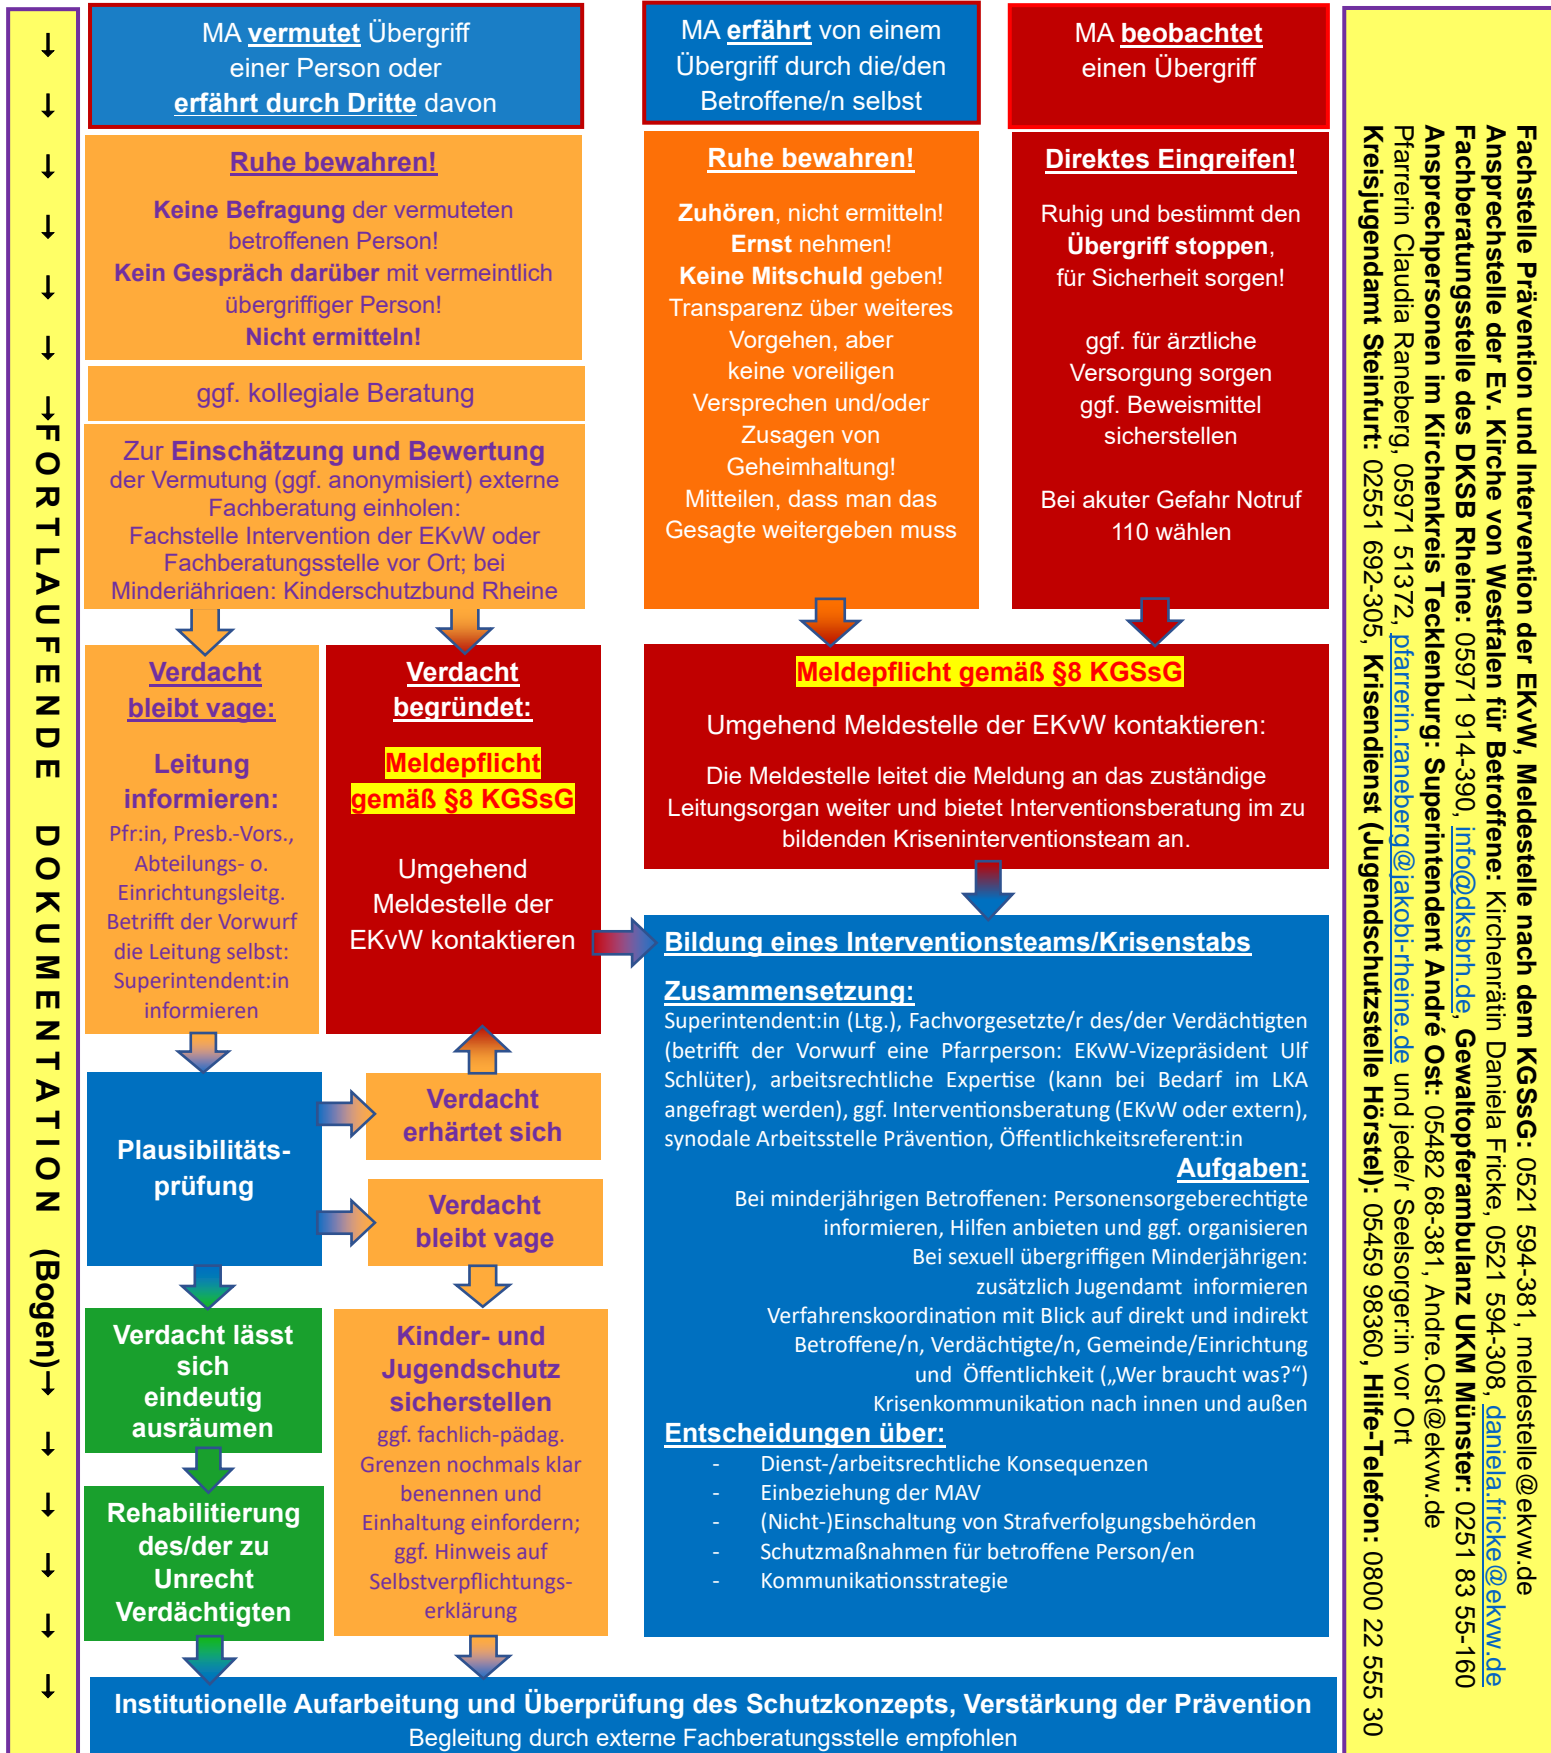 ↓
↓
↓
↓
↓
↓
↓FORTLAUFENDE DOKUMENTATION (Bogen)↓
↓
↓
↓
↓
↓
MA vermutet Übergriff
einer Person oder
erfährt durch Dritte davon
Ruhe bewahren!
Keine Befragung der vermuteten
betroffenen Person!
Kein Gespräch darüber mit vermeintlich
übergriffiger Person!
Nicht ermitteln!
ggf. kollegiale Beratung
Zur Einschätzung und Bewertung
der Vermutung (ggf. anonymisiert) externe
Fachberatung einholen:
Fachstelle Intervention der EKvW oder
Fachberatungsstelle vor Ort; bei
Minderjährigen: Kinderschutzbund Rheine
MA erfährt von einem
Übergriff durch die/den
Betroffene/n selbst
Ruhe bewahren!
Zuhören, nicht ermitteln!
Ernst nehmen!
Keine Mitschuld geben!
Transparenz über weiteres
Vorgehen, aber
keine voreiligen
Versprechen und/oder
Zusagen von
Geheimhaltung!
Mitteilen, dass man das
Gesagte weitergeben muss
MA beobachtet
einen Übergriff
Direktes Eingreifen!
Ruhig und bestimmt den
Übergriff stoppen,
für Sicherheit sorgen!
ggf. für ärztliche
Versorgung sorgen
ggf. Beweismittel
sicherstellen
Bei akuter Gefahr Notruf
110 wählen
Verdacht
bleibt vage:
Leitung
informieren:
Pfr:in, Presb.-Vors.,
Abteilungs- o.
Einrichtungsleitg.
Betrifft der Vorwurf
die Leitung selbst:
Superintendent:in
informieren
Verdacht
begründet:
Meldepflicht
gemäß §8 KGSsG
Umgehend
Meldestelle der
EKvW kontaktieren
Meldepflicht gemäß §8 KGSsG
Umgehend Meldestelle der EKvW kontaktieren:
Die Meldestelle leitet die Meldung an das zuständige
Leitungsorgan weiter und bietet Interventionsberatung im zu
bildenden Kriseninterventionsteam an.
Plausibilitäts-
prüfung
Verdacht
erhärtet sich
Verdacht
bleibt vage
Verdacht lässt
sich
eindeutig
ausräumen
Rehabilitierung
des/der zu
Unrecht
Verdächtigten
Kinder- und
Jugendschutz
sicherstellen
ggf. fachlich-pädag.
Grenzen nochmals klar
benennen und
Einhaltung einfordern;
ggf. Hinweis auf
Selbstverpflichtungs-
erklärung
Bildung eines Interventionsteams/Krisenstabs
Zusammensetzung:
Superintendent:in (Ltg.), Fachvorgesetzte/r des/der Verdächtigten
(betrifft der Vorwurf eine Pfarrperson: EKvW-Vizepräsident Ulf
Schlüter), arbeitsrechtliche Expertise (kann bei Bedarf im LKA
angefragt werden), ggf. Interventionsberatung (EKvW oder extern),
synodale Arbeitsstelle Prävention, Öffentlichkeitsreferent:in
Aufgaben:
Bei minderjährigen Betroffenen: Personensorgeberechtigte
informieren, Hilfen anbieten und ggf. organisieren
Bei sexuell übergriffigen Minderjährigen:
zusätzlich Jugendamt informieren
Verfahrenskoordination mit Blick auf direkt und indirekt
Betroffene/n, Verdächtigte/n, Gemeinde/Einrichtung
und Öffentlichkeit („Wer braucht was?“)
Krisenkommunikation nach innen und außen
Entscheidungen über:
- Dienst-/arbeitsrechtliche Konsequenzen
- Einbeziehung der MAV
- (Nicht-)Einschaltung von Strafverfolgungsbehörden
- Schutzmaßnahmen für betroffene Person/en
- Kommunikationsstrategie
Institutionelle Aufarbeitung und Überprüfung des Schutzkonzepts, Verstärkung der Prävention
Begleitung durch externe Fachberatungsstelle empfohlen
Fachstelle Prävention und Intervention der EKvW, Meldestelle nach dem KGSsG: 0521 594-381, meldestelle@ekvw.de
Ansprechstelle der Ev. Kirche von Westfalen für Betroffene: Kirchenrätin Daniela Fricke, 0521 594-308, daniela.fricke@ekvw.de
Fachberatungsstelle des DKSB Rheine: 05971 914-390, info@dksbrh.de, Gewaltopferambulanz UKM Münster: 0251 83 55-160
Ansprechpersonen im Kirchenkreis Tecklenburg: Superintendent André Ost: 05482 68-381, Andre.Ost@ekvw.de
Pfarrerin Claudia Raneberg, 05971 51372, pfarrerin.raneberg@jakobi-rheine.de und jede/r Seelsorger:in vor Ort
Kreisjugendamt Steinfurt: 02551 692-305, Krisendienst (Jugendschutzstelle Hörstel): 05459 98360, Hilfe-Telefon: 0800 22 555 30